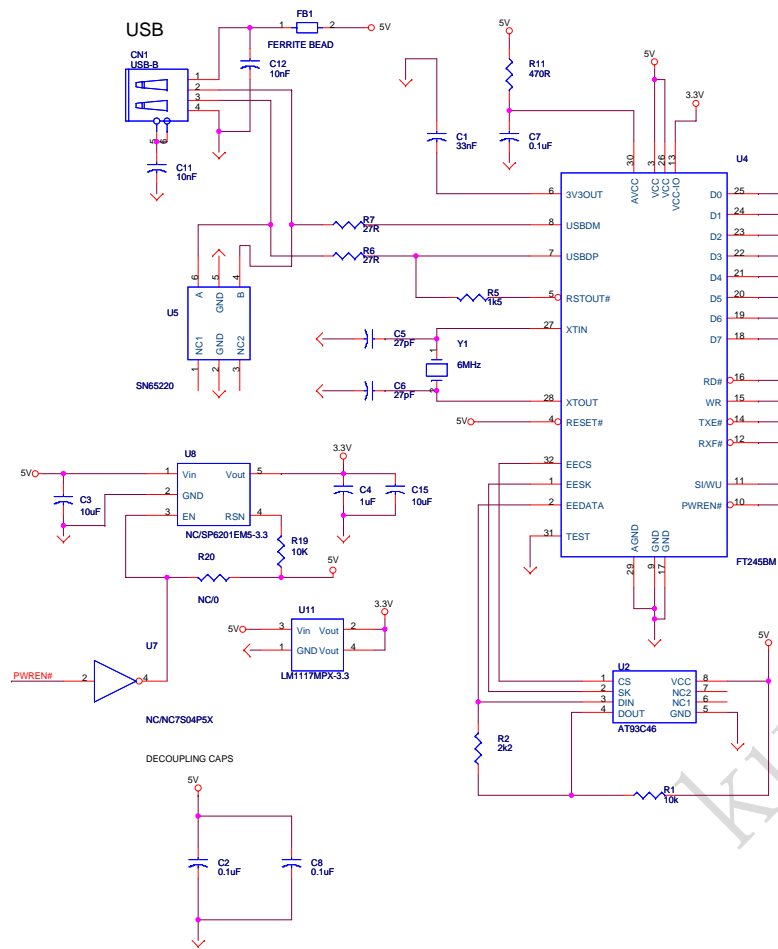 USB
CN1
USB-B
1
2
3
4
5
6
C11
10nF
C12
10nF
FB1
1
2
FERRITE BEAD
5V
C1
33nF
5V
R11
470R
C7
0.1uF
5V
3.3V
U4
30
3
26
13
AVCC
VCC
VCC
VCC-IO
6
3V3OUT
8
USBDM
7
USBDP
5
RSTOUT#
27
XTIN
28
XTOUT
4
RESET#
32
EECS
1
EESK
2
EEDATA
31
TEST
D0
25
D1
24
D2
23
D3
22
D4
21
D5
20
D6
19
D7
18
RD#
16
WR
15
TXE#
14
RXF#
12
SI/WU
11
PWREN#
10
AGND
GND
GND
29
9
17
FT245BM
R7
27R
R6
27R
R5
1k5
C5
27pF
C6
27pF
1
Y1
6MHz
2
5V
6
5
4
A
GND
B
U5
NC1
GND
NC2
1
2
3
SN65220
U8
5V
1
Vin
Vout
5
2
GND
3
EN
RSN
4
NC/SP6201EM5-3.3
C3
10uF
3.3V
C4
1uF
C15
10uF
R19
10K
R20
NC/0
5V
U7
PWREN#
2
4
NC/NC7S04P5X
U11
5V
3
Vin
Vout
2
1
GND
Vout
4
LM1117MPX-3.3
3.3V
U2
1
CS
VCC
8
2
SK
NC2
7
3
DIN
NC1
6
4
DOUT
GND
5
AT93C46
5V
R2
2k2
R1
10k
DECOUPLING CAPS
5V
C2
0.1uF
C8
0.1uF